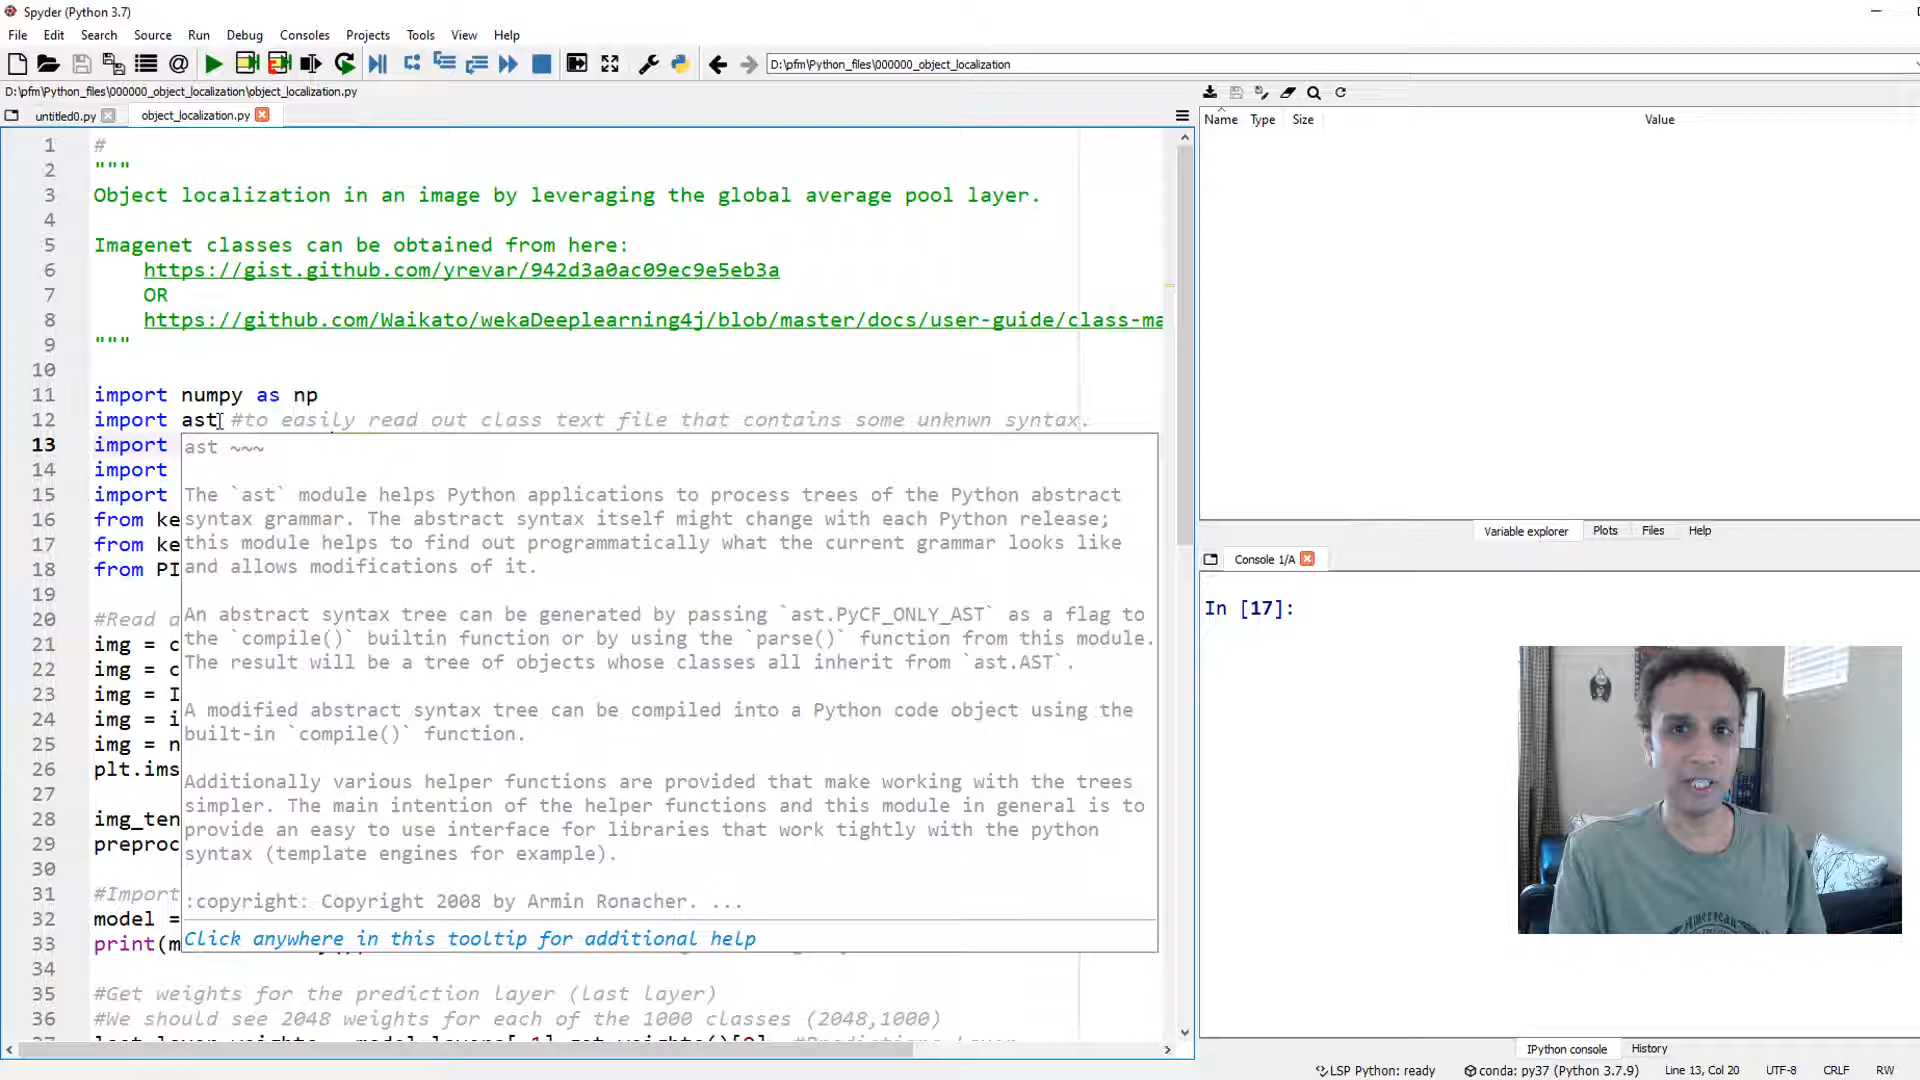 Spyder (Python 3.7)
File Edit Search Source Run Debug Consoles Projects Tools View Help
D:\pfm\Python_files\000000_object_localization
D:\pfm\Python_files\000000_object_localization\object_localization.py
untitled0.py object_localization.py
1 #
2 """
3 Object localization in an image by leveraging the global average pool layer.
4
5 Imagenet classes can be obtained from here:
6 https://gist.github.com/yrevar/942d3a0ac09ec9e5eb3a
7 OR
8 https://github.com/Waikato/wekaDeeplearning4j/blob/master/docs/user-guide/class-ma
9 """
10
11 import numpy as np
12 import ast #to easily read out class text file that contains some unknwn syntax.
13 import
14 import
15 import
16 from ke
17 from ke
18 from PI
19
20 #Read a
21 img = c
22 img = c
23 img = I
24 img = i
25 img = n
26 plt.ims
27
28 img_ten
29 preproc
30
31 #Import
32 model =
33 print(m
34
35 #Get weights for the prediction layer (last layer)
36 #We should see 2048 weights for each of the 1000 classes (2048,1000)
ast ~~~
The `ast` module helps Python applications to process trees of the Python abstract
syntax grammar. The abstract syntax itself might change with each Python release;
this module helps to find out programmatically what the current grammar looks like
and allows modifications of it.
An abstract syntax tree can be generated by passing `ast.PyCF_ONLY_AST` as a flag to
the `compile()` builtin function or by using the `parse()` function from this module.
The result will be a tree of objects whose classes all inherit from `ast.AST`.
A modified abstract syntax tree can be compiled into a Python code object using the
built-in `compile()` function.
Additionally various helper functions are provided that make working with the trees
simpler. The main intention of the helper functions and this module in general is to
provide an easy to use interface for libraries that work tightly with the python
syntax (template engines for example).
:copyright: Copyright 2008 by Armin Ronacher. ...
Click anywhere in this tooltip for additional help
Name Type Size Value
Variable explorer Plots Files Help
Console 1/A
In [17]:
IPython console History
LSP Python: ready conda: py37 (Python 3.7.9) Line 13, Col 20 UTF-8 CRLF RW